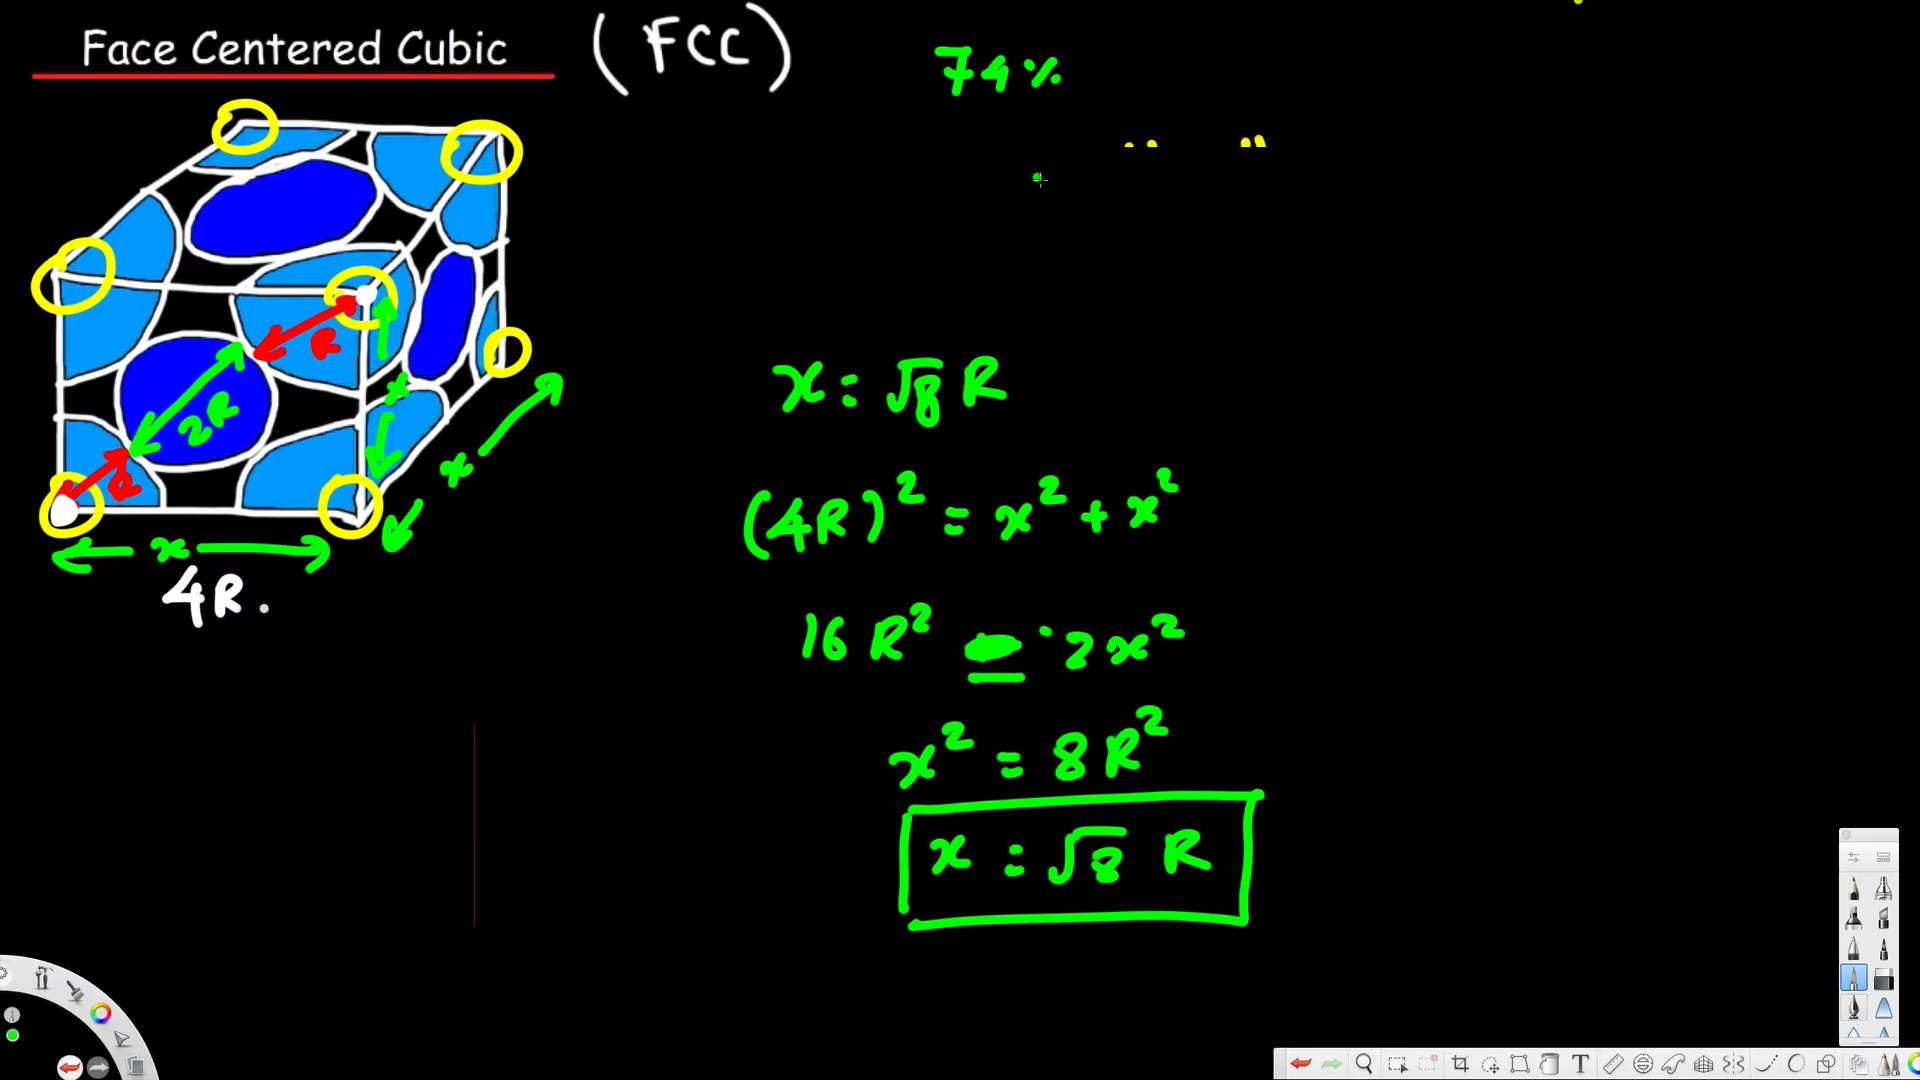 Face Centered Cubic (FCC)
74%
R
2R
R
x
x
x
4R.
x = √8 R
(4R)² = x² + x²
16 R² = 2x²
x² = 8 R²
x = √8 R